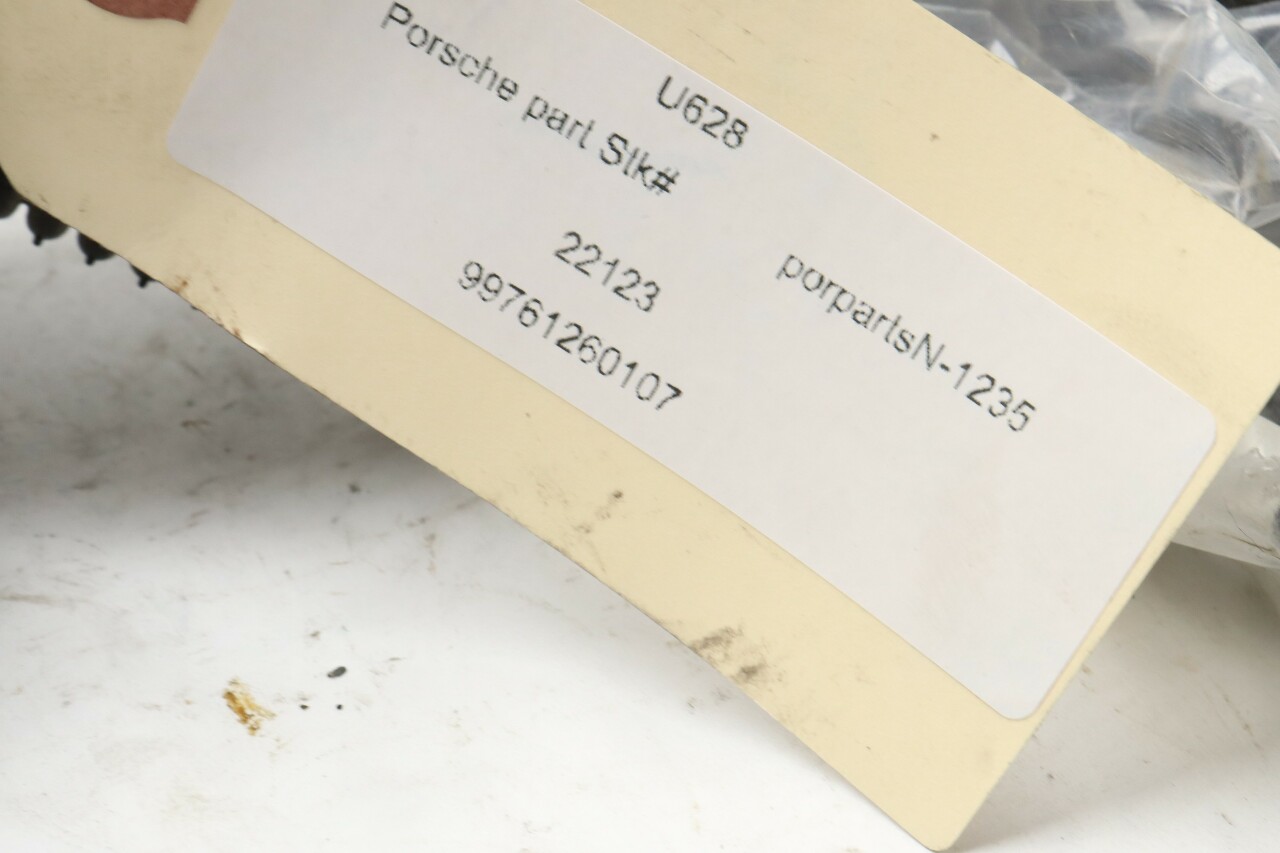 U628
Porsche part Stk#
22123
porpartsN-1235
99761260107